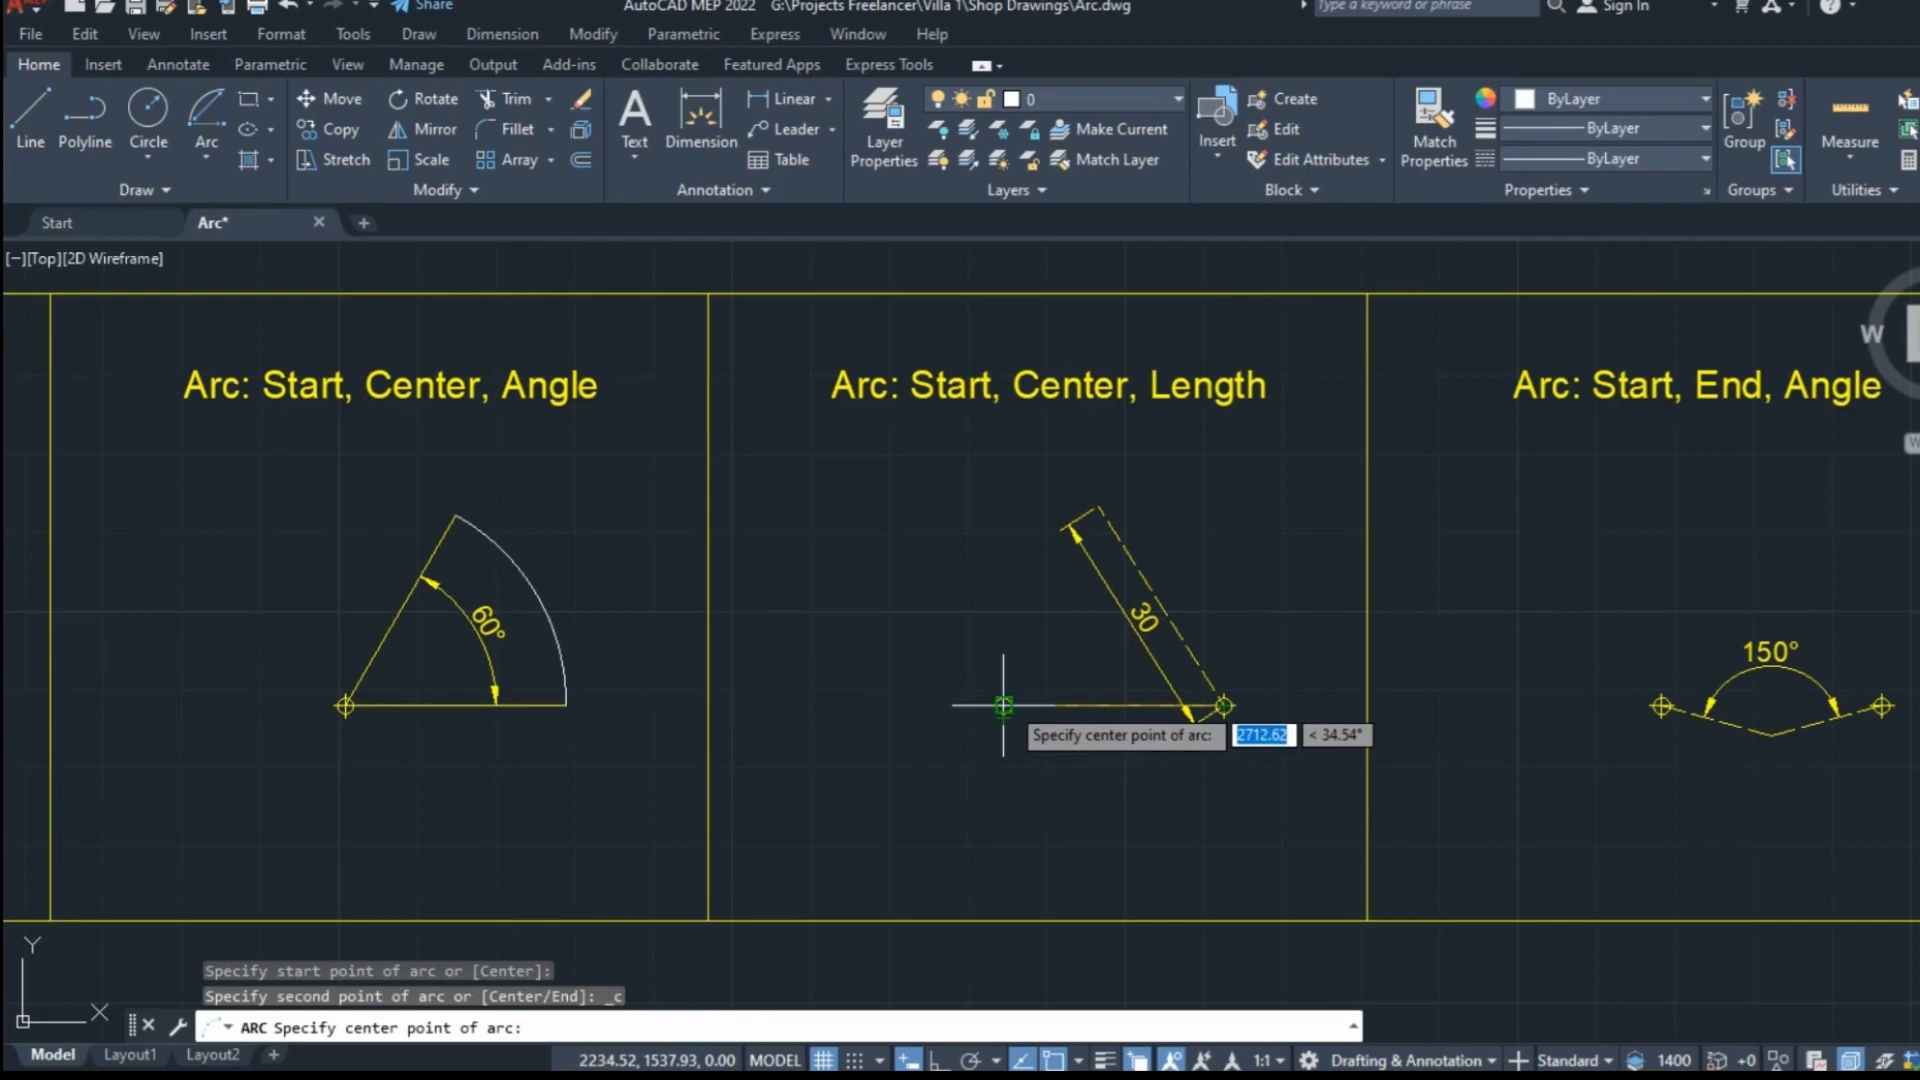 Share
AutoCAD MEP 2022 G:\Projects Freelancer\Villa 1\Shop Drawings\Arc.dwg
Type a keyword or phrase
Sign In
File Edit View Insert Format Tools Draw Dimension Modify Parametric Express Window Help
Home Insert Annotate Parametric View Manage Output Add-ins Collaborate Featured Apps Express Tools
Line Polyline Circle Arc
Move Rotate Trim
Copy Mirror Fillet
Stretch Scale Array
Text Dimension
Linear
Leader
Table
Layer Properties
0
Make Current
Match Layer
Insert
Create
Edit
Edit Attributes
Match Properties
ByLayer
ByLayer
ByLayer
Group
Measure
Draw Modify Annotation Layers Block Properties Groups Utilities
Start Arc*
[−][Top][2D Wireframe]
W
Arc: Start, Center, Angle
Arc: Start, Center, Length
Arc: Start, End, Angle
60°
30
150°
Specify center point of arc: 2712.62 < 34.54°
Y
X
Specify start point of arc or [Center]:
Specify second point of arc or [Center/End]: _c
ARC Specify center point of arc:
Model Layout1 Layout2 +
2234.52, 1537.93, 0.00 MODEL 1:1 Drafting & Annotation Standard 1400 +0